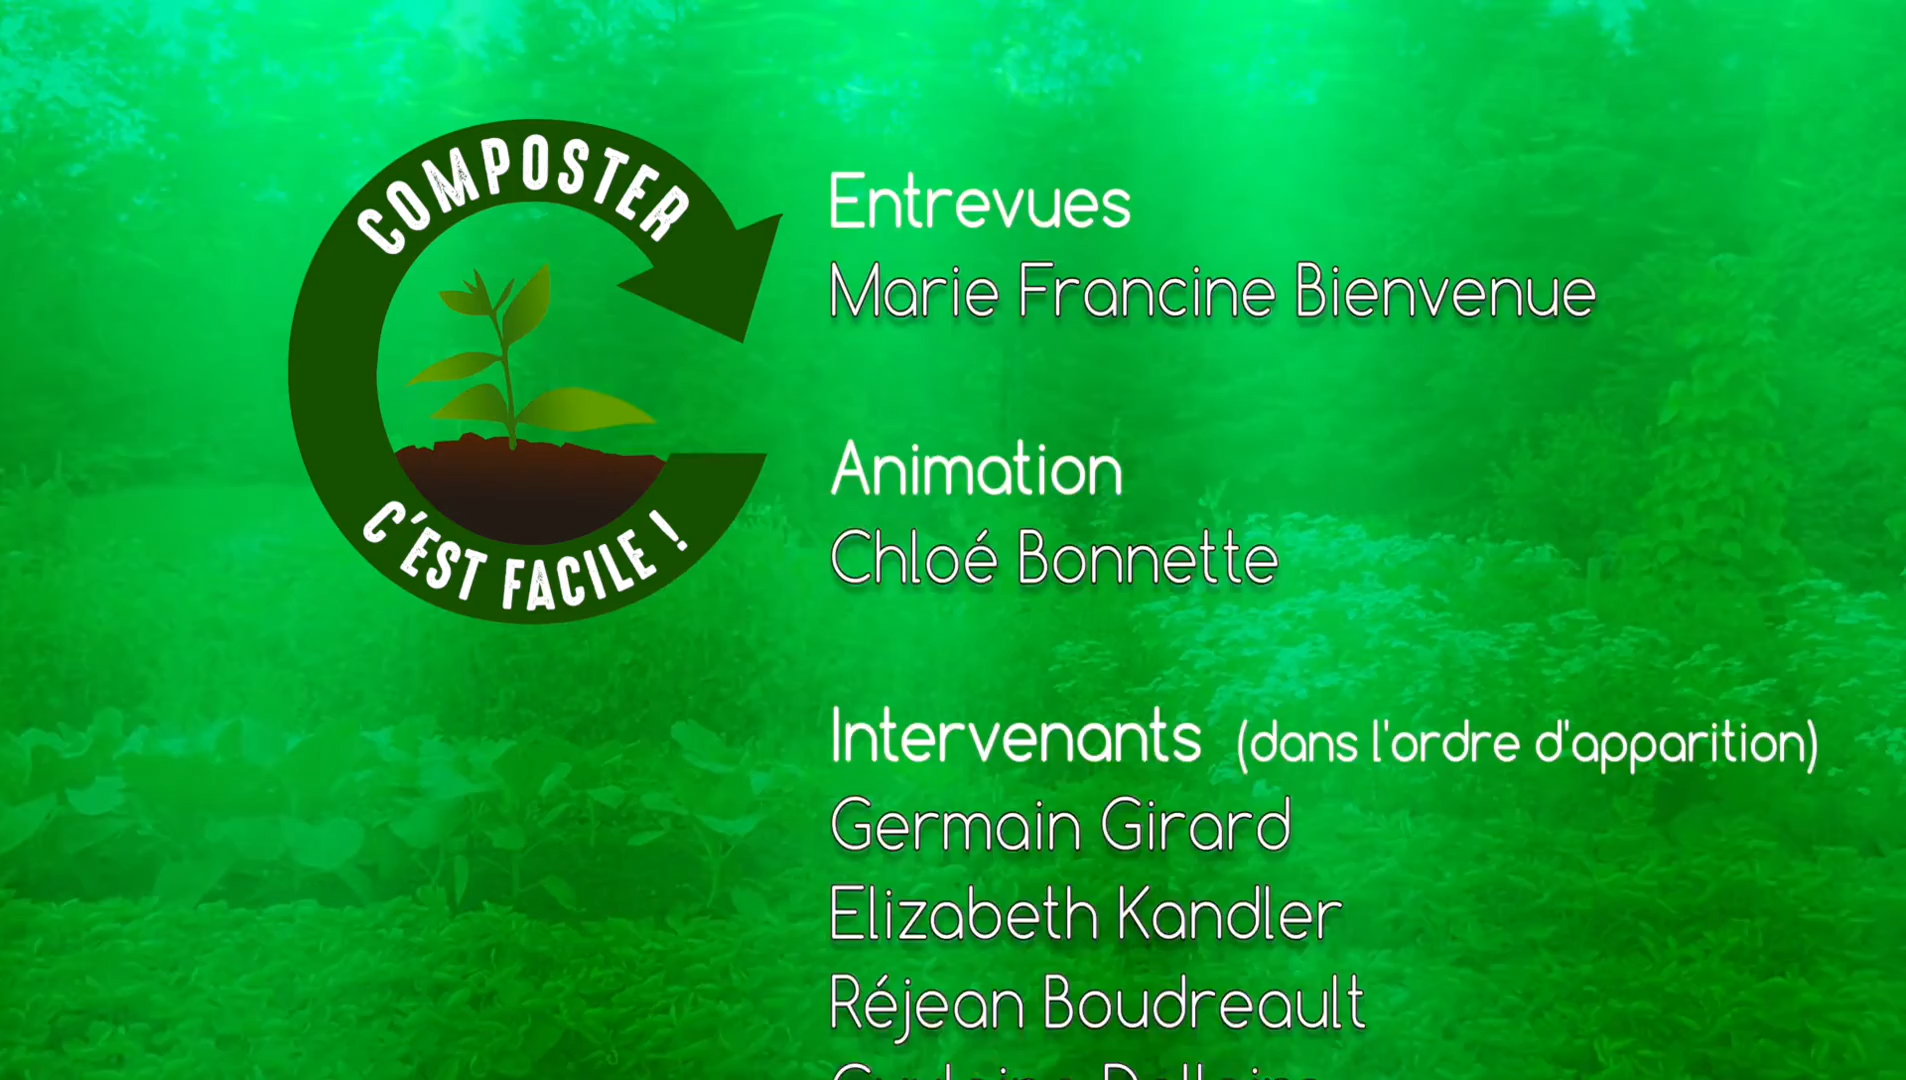 COMPOSTER
C'EST FACILE !
Entrevues
Marie Francine Bienvenue
Animation
Chloé Bonnette
Intervenants (dans l'ordre d'apparition)
Germain Girard
Elizabeth Kandler
Réjean Boudreault